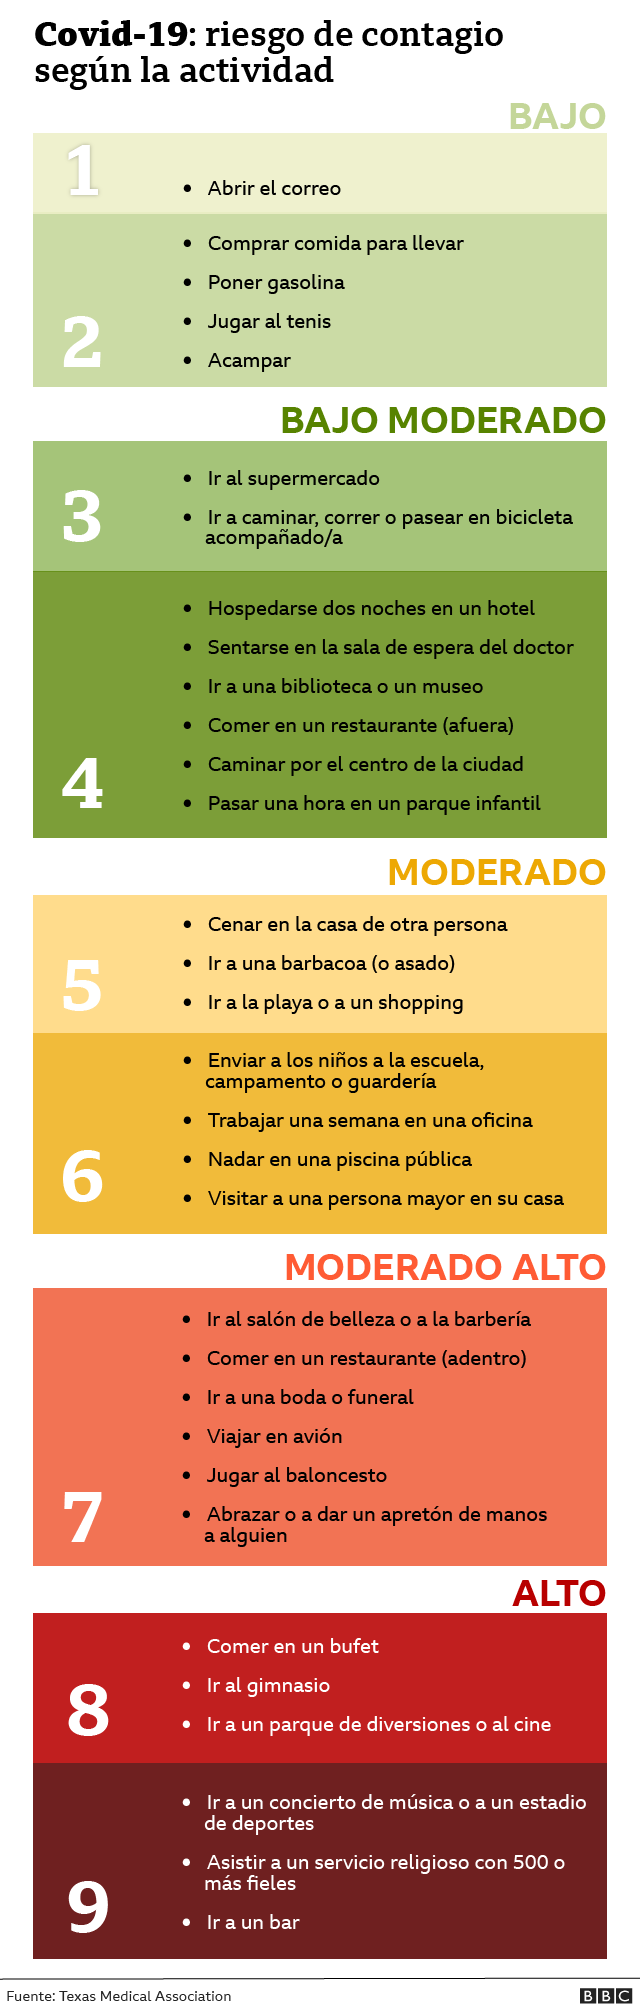 Covid-19: riesgo de contagio
según la actividad
BAJO
1
• Abrir el correo
2
• Comprar comida para llevar
• Poner gasolina
• Jugar al tenis
• Acampar
BAJO MODERADO
3
• Ir al supermercado
• Ir a caminar, correr o pasear en bicicleta
acompañado/a
4
• Hospedarse dos noches en un hotel
• Sentarse en la sala de espera del doctor
• Ir a una biblioteca o un museo
• Comer en un restaurante (afuera)
• Caminar por el centro de la ciudad
• Pasar una hora en un parque infantil
MODERADO
5
• Cenar en la casa de otra persona
• Ir a una barbacoa (o asado)
• Ir a la playa o a un shopping
6
• Enviar a los niños a la escuela,
campamento o guardería
• Trabajar una semana en una oficina
• Nadar en una piscina pública
• Visitar a una persona mayor en su casa
MODERADO ALTO
7
• Ir al salón de belleza o a la barbería
• Comer en un restaurante (adentro)
• Ir a una boda o funeral
• Viajar en avión
• Jugar al baloncesto
• Abrazar o a dar un apretón de manos
a alguien
ALTO
8
• Comer en un bufet
• Ir al gimnasio
• Ir a un parque de diversiones o al cine
9
• Ir a un concierto de música o a un estadio
de deportes
• Asistir a un servicio religioso con 500 o
más fieles
• Ir a un bar
Fuente: Texas Medical Association
BBC